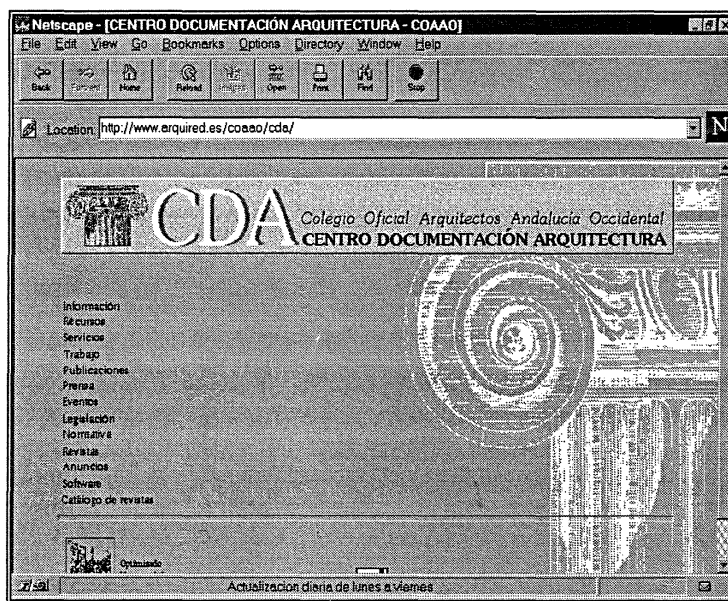 Netscape - [CENTRO DOCUMENTACIÓN ARQUITECTURA - COAAO]
File Edit View Go Bookmarks Options Directory Window Help
Back Forward Home Reload Images Open Print Find Stop
Location: http://www.arquired.es/coaao/cda/
N
CDA
Colegio Oficial Arquitectos Andalucía Occidental
CENTRO DOCUMENTACIÓN ARQUITECTURA
Información
Recursos
Servicios
Trabajo
Publicaciones
Prensa
Eventos
Legislación
Normativa
Revistas
Anuncios
Software
Catálogo de revistas
Optimizado
Actualizacion diaria de lunes a viernes